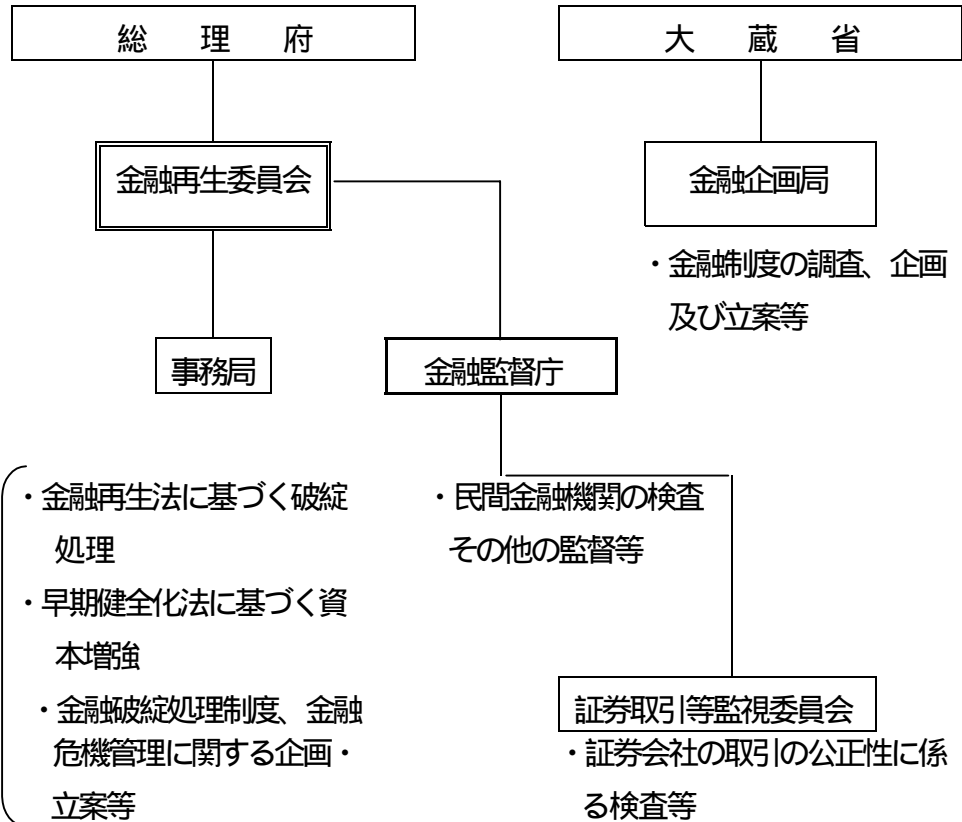 総理府
大蔵省
金融再生委員会
金融企画局
・金融制度の調査、企画
及び立案等
事務局
金融監督庁
・金融再生法に基づく破綻
処理
・早期健全化法に基づく資
本増強
・金融破綻処理制度、金融
危機管理に関する企画・
立案等
・民間金融機関の検査
その他の監督等
証券取引等監視委員会
・証券会社の取引の公正性に係
る検査等